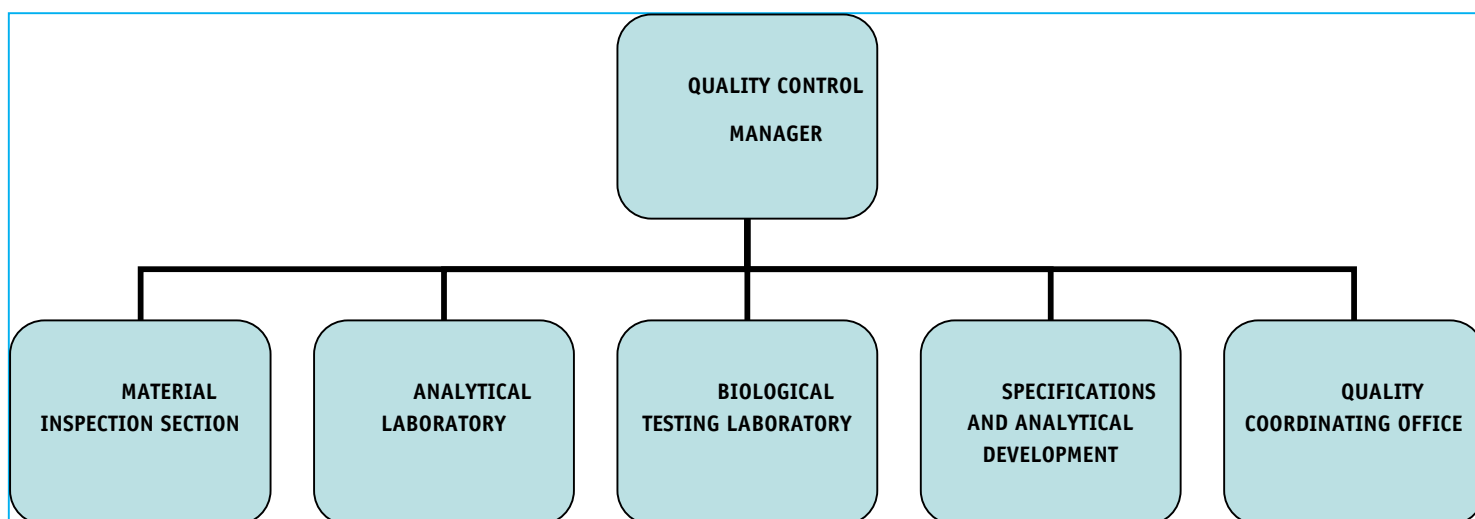 QUALITY CONTROL
MANAGER
MATERIAL
INSPECTION SECTION
ANALYTICAL
LABORATORY
BIOLOGICAL
TESTING LABORATORY
SPECIFICATIONS
AND ANALYTICAL
DEVELOPMENT
QUALITY
COORDINATING OFFICE